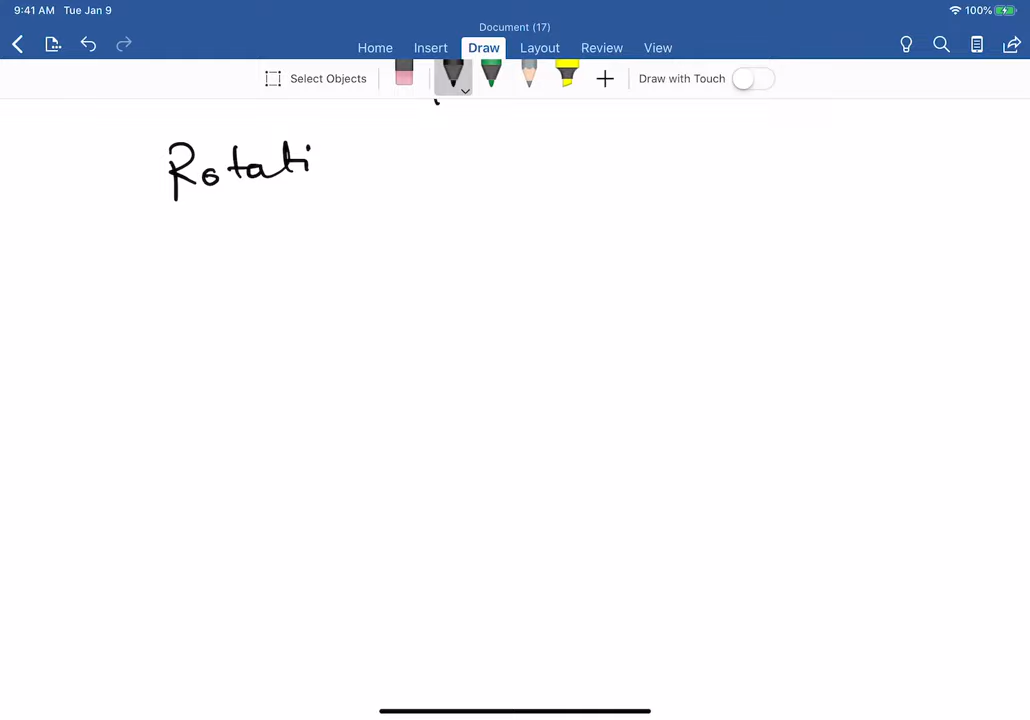 9:41 AM Tue Jan 9 100%
Document (17)
Home Insert Draw Layout Review View
Select Objects Draw with Touch
Rotati